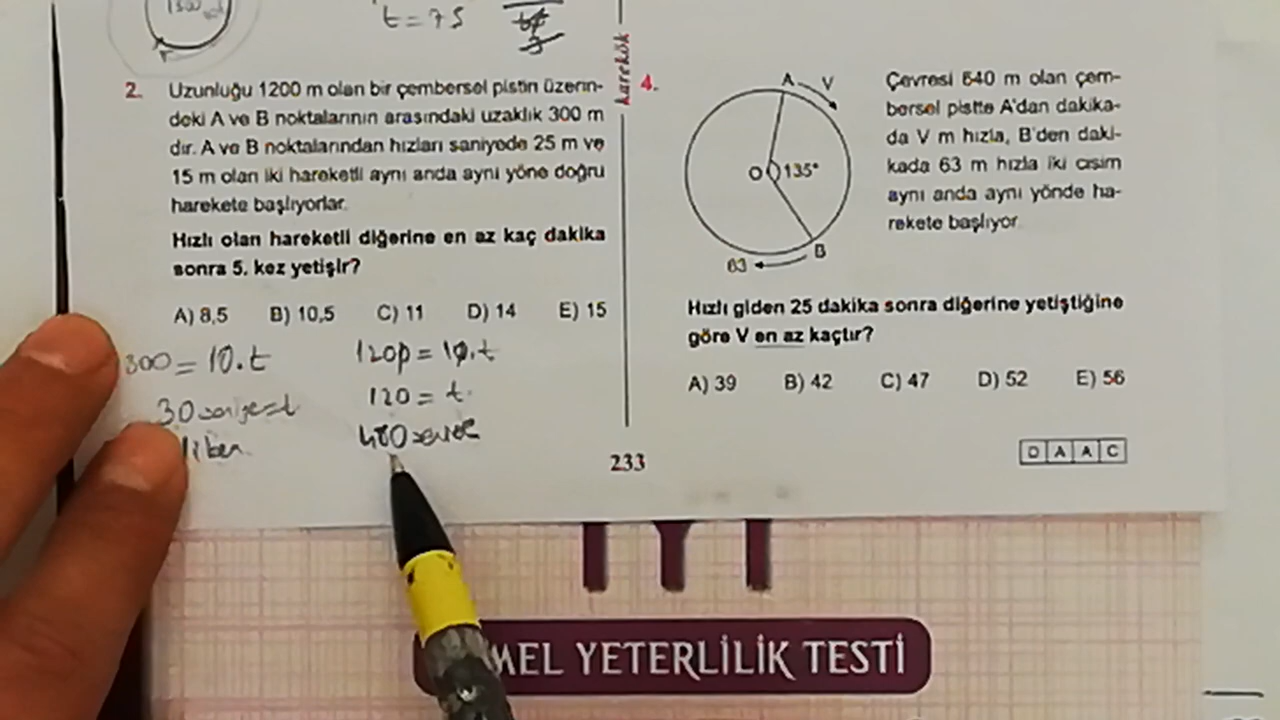 t = 75
2. Uzunluğu 1200 m olan bir çembersel pistin üzerin-
deki A ve B noktalarının arasındaki uzaklık 300 m
dir. A ve B noktalarından hızları saniyede 25 m ve
15 m olan iki hareketli aynı anda aynı yöne doğru
harekete başlıyorlar.
Hızlı olan hareketli diğerine en az kaç dakika
sonra 5. kez yetişir?
A) 8,5 B) 10,5 C) 11 D) 14 E) 15
300 = 10.t
1200 = 10.t
120 = t
480 saniye
karekök
4.
A V
O 135°
B
63
Çevresi 640 m olan çem-
bersel pistte A'dan dakika-
da V m hızla, B'den daki-
kada 63 m hızla iki cisim
aynı anda aynı yönde ha-
rekete başlıyor.
Hızlı giden 25 dakika sonra diğerine yetiştiğine
göre V en az kaçtır?
A) 39 B) 42 C) 47 D) 52 E) 56
233
D A A C
TYT
MEL YETERLİLİK TESTİ